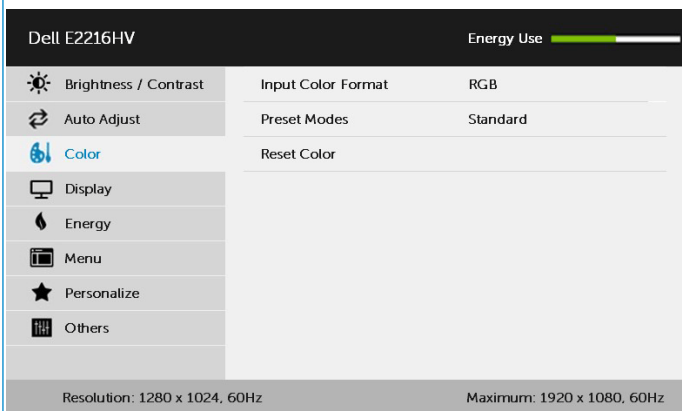 Dell E2216HV Energy Use
Brightness / Contrast Input Color Format RGB
Auto Adjust Preset Modes Standard
Color Reset Color
Display
Energy
Menu
Personalize
Others
Resolution: 1280 x 1024, 60Hz Maximum: 1920 x 1080, 60Hz